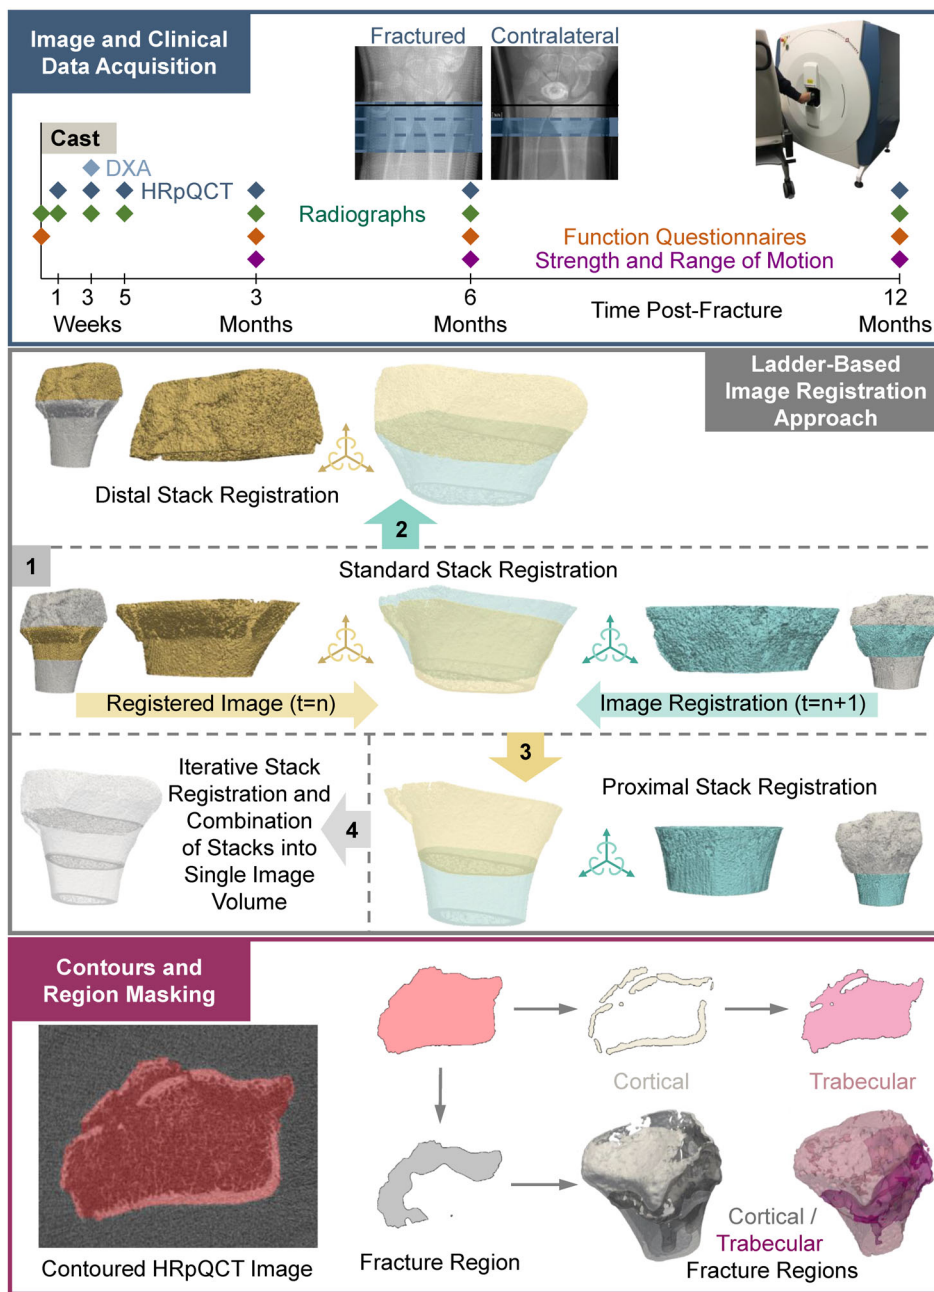 Image and Clinical
Data Acquisition
Fractured
Contralateral
Cast
DXA
HRpQCT
Radiographs
Function Questionnaires
Strength and Range of Motion
1
3
5
3
6
12
Weeks
Months
Months
Time Post-Fracture
Months
Ladder-Based
Image Registration
Approach
Distal Stack Registration
2
1
Standard Stack Registration
Registered Image (t=n)
Image Registration (t=n+1)
3
Iterative Stack
Registration and
Combination
of Stacks into
Single Image
Volume
4
Proximal Stack Registration
Contours and
Region Masking
Cortical
Trabecular
Contoured HRpQCT Image
Fracture Region
Cortical /
Trabecular
Fracture Regions